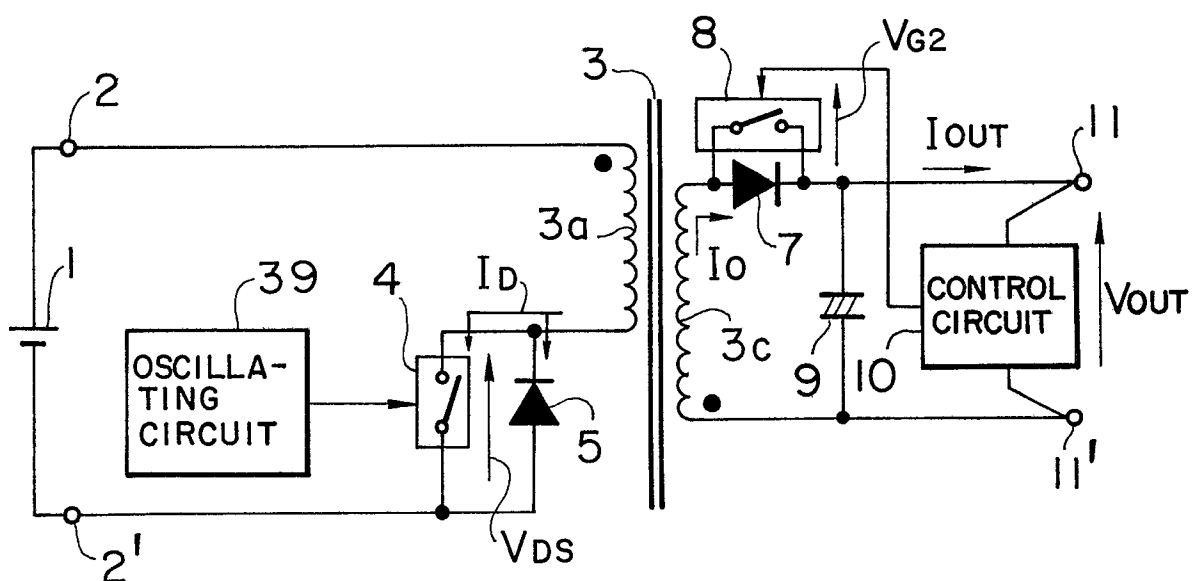 8
VG2
3
2
IOUT
11
3a
7
1
39
4
ID
IO
CONTROL
CIRCUIT
VOUT
OSCILLA-
TING
CIRCUIT
3c
9
10
5
11'
2'
VDS